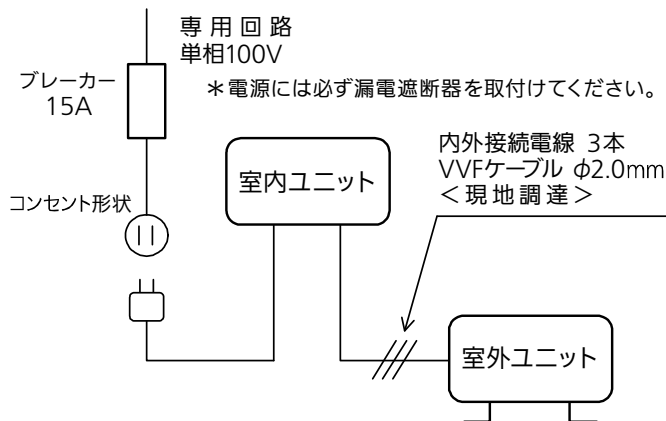 専用回路
単相100V
ブレーカー
15A
＊電源には必ず漏電遮断器を取付けてください。
内外接続電線 3本
VVFケーブル φ2.0mm
＜現地調達＞
室内ユニット
コンセント形状
室外ユニット